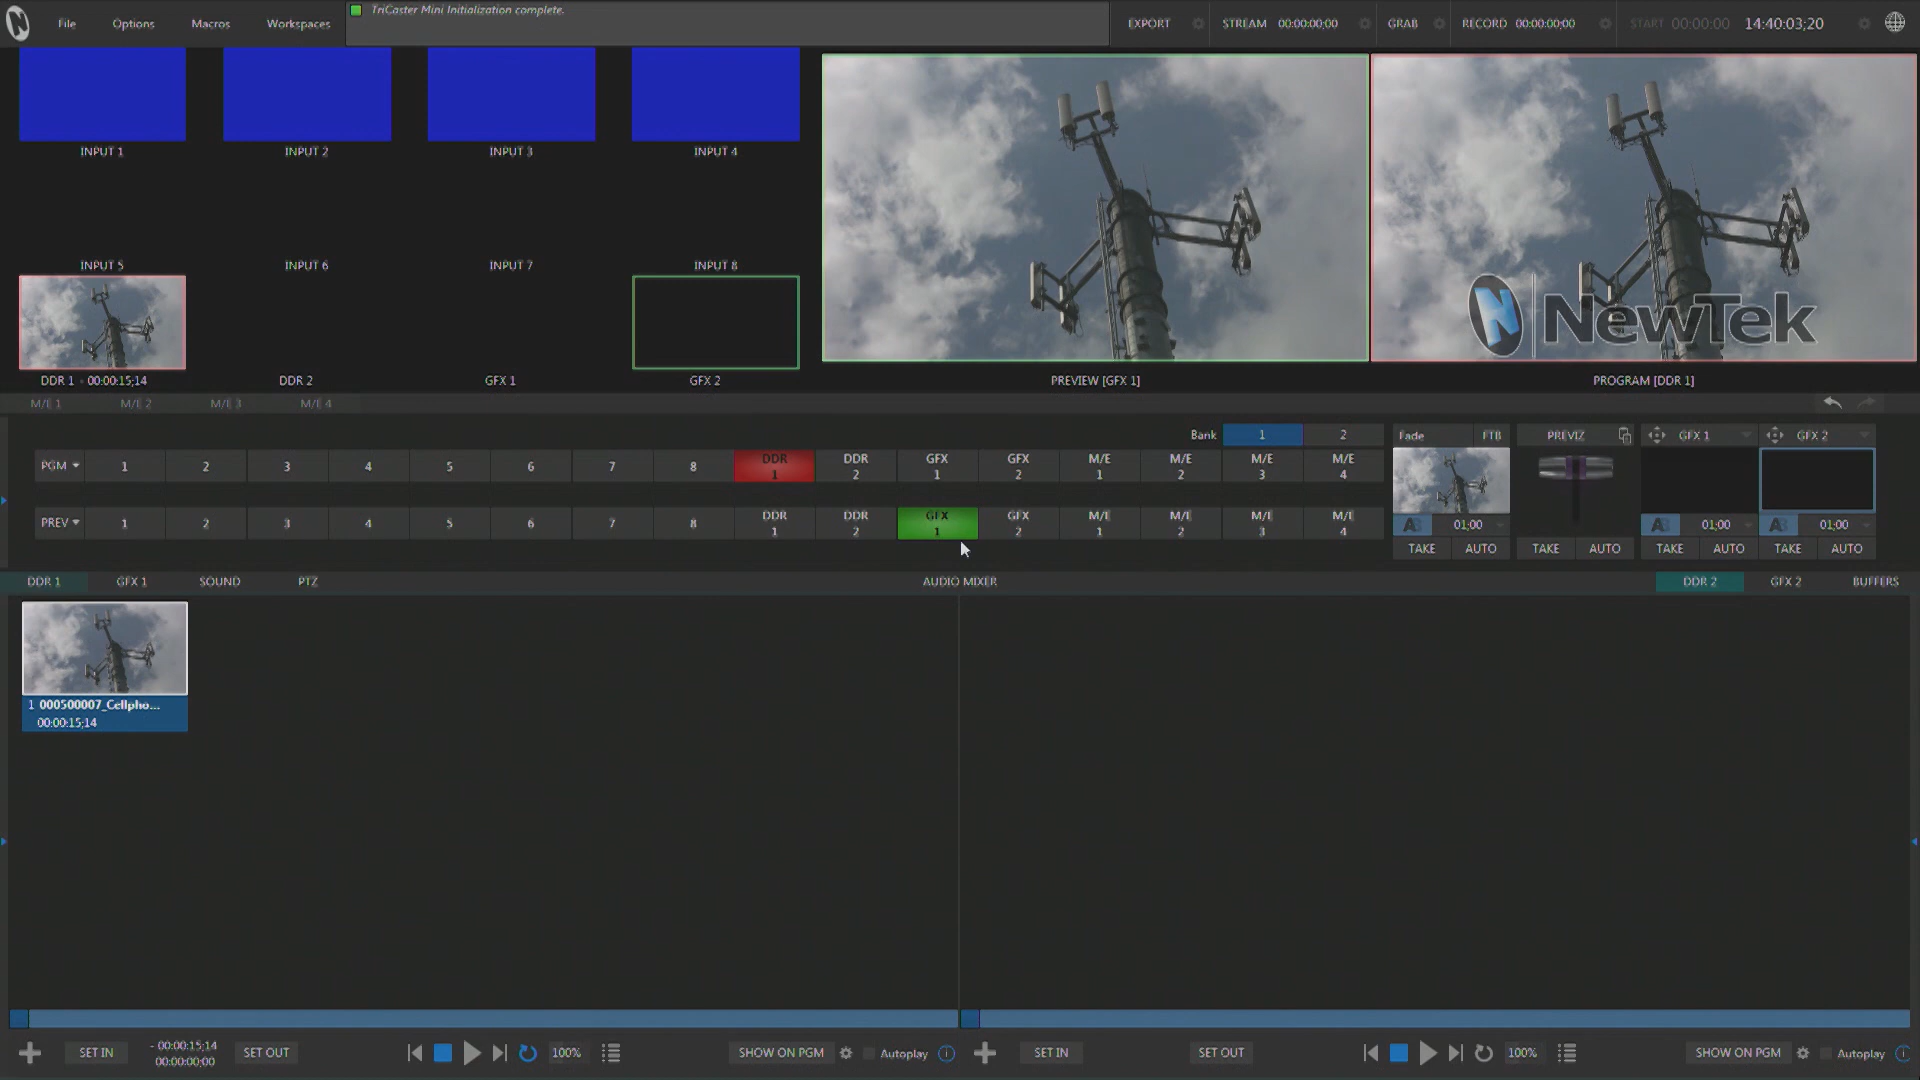 File Options Macros Workspaces
TriCaster Mini Initialization complete.
EXPORT STREAM 00:00:00;00 GRAB RECORD 00:00:00;00 START 00:00:00 14:40:03;20
INPUT 1 INPUT 2 INPUT 3 INPUT 4
INPUT 5 INPUT 6 INPUT 7 INPUT 8
NewTek
DDR 1 - 00:00:15;14 DDR 2 GFX 1 GFX 2 PREVIEW [GFX 1] PROGRAM [DDR 1]
M/E 1 M/E 2 M/E 3 M/E 4
Bank 1 2
Fade FTB PREVIZ GFX 1 GFX 2
PGM 1 2 3 4 5 6 7 8 DDR 1 DDR 2 GFX 1 GFX 2 M/E 1 M/E 2 M/E 3 M/E 4
PREV 1 2 3 4 5 6 7 8 DDR 1 DDR 2 GFX 1 GFX 2 M/E 1 M/E 2 M/E 3 M/E 4
AB 01;00 AB 01;00 AB 01;00
TAKE AUTO TAKE AUTO TAKE AUTO TAKE AUTO
DDR 1 GFX 1 SOUND PTZ AUDIO MIXER DDR 2 GFX 2 BUFFERS
1 000500007_Cellpho...
00:00:15;14
SET IN - 00:00:15;14 SET OUT 100% SHOW ON PGM Autoplay SET IN SET OUT 100% SHOW ON PGM Autoplay
00:00:00;00